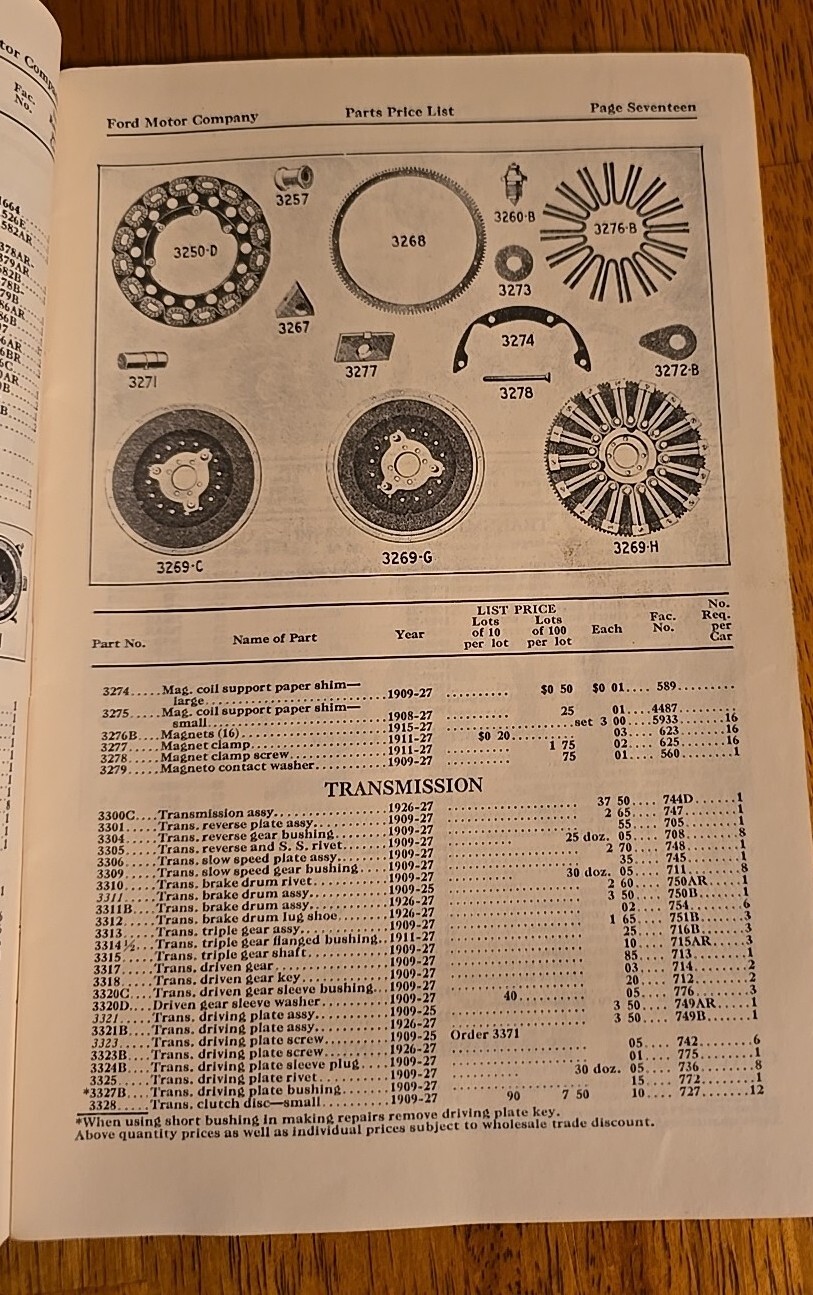 Fac.
No.
Ford Motor Company Parts Price List Page Seventeen
3250-D
3257
3268
3260-B
3276-B
3273
3267
3274
3277
3271
3272-B
3278
3269-C
3269-G
3269-H
LIST PRICE
Part No. Name of Part Year Lots of 10 per lot Lots of 100 per lot Each Fac. No. No. Req. per Car
3274.....Mag. coil support paper shim—
large..........................1909-27 .......... $0 50 $0 01.... 589.........
3275.....Mag. coil support paper shim—
small..........................1908-27 .......... 25 01....4487.........
3276B....Magnets (16)...................1915-27 ....................set 3 00....5933.......16
3277.....Magnet clamp...................1911-27 $0 20.......... 03.... 623.......16
3278.....Magnet clamp screw.............1911-27 .......... 1 75 02.... 625.......16
3279.....Magneto contact washer.........1909-27 .......... 75 01.... 560........1
TRANSMISSION
3300C....Transmission assy..............1926-27 .................... 37 50.... 744D......1
3301.....Trans. reverse plate assy......1909-27 .................... 2 65.... 747.......1
3304.....Trans. reverse gear bushing....1909-27 .................... 55.... 705.......1
3305.....Trans. reverse and S. S. rivet..1909-27 .......... 25 doz. 05.... 708.......8
3306.....Trans. slow speed plate assy...1909-27 .................... 2 70.... 748.......1
3309.....Trans. slow speed gear bushing....1909-27 .................... 35.... 745.......1
3310.....Trans. brake drum rivet........1909-27 .......... 30 doz. 05.... 711.......8
3311.....Trans. brake drum assy.........1909-25 .................... 2 60.... 750AR.....1
3311B....Trans. brake drum assy.........1926-27 .................... 3 50.... 750B......1
3312.....Trans. brake drum lug shoe.....1926-27 .................... 02.... 754.......6
3313.....Trans. triple gear assy........1909-27 .................... 1 65.... 751B......3
3314½....Trans. triple gear flanged bushing..1911-27 .................... 25.... 716B......3
3315.....Trans. triple gear shaft.......1909-27 .................... 10.... 715AR.....3
3317.....Trans. driven gear.............1909-27 .................... 85.... 713.......1
3318.....Trans. driven gear key.........1909-27 .................... 03.... 714.......2
3320C....Trans. driven gear sleeve bushing....1909-27 .................... 20.... 712.......2
3320D....Driven gear sleeve washer......1909-27 40.......... 05.... 776.......3
3321.....Trans. driving plate assy......1909-25 .................... 3 50.... 749AR.....1
3321B....Trans. driving plate assy......1926-27 .................... 3 50.... 749B......1
3323.....Trans. driving plate screw.....1909-25 Order 3371
3323B....Trans. driving plate screw.....1926-27 .................... 05.... 742.......6
3324B....Trans. driving plate sleeve plug....1909-27 .................... 01.... 775.......1
3325.....Trans. driving plate rivet.....1909-27 .......... 30 doz. 05.... 736.......8
*3327B....Trans. driving plate bushing....1909-27 .................... 15.... 772.......1
3328.....Trans. clutch disc—small.......1909-27 90 7 50 10.... 727......12
*When using short bushing in making repairs remove driving plate key.
Above quantity prices as well as individual prices subject to wholesale trade discount.